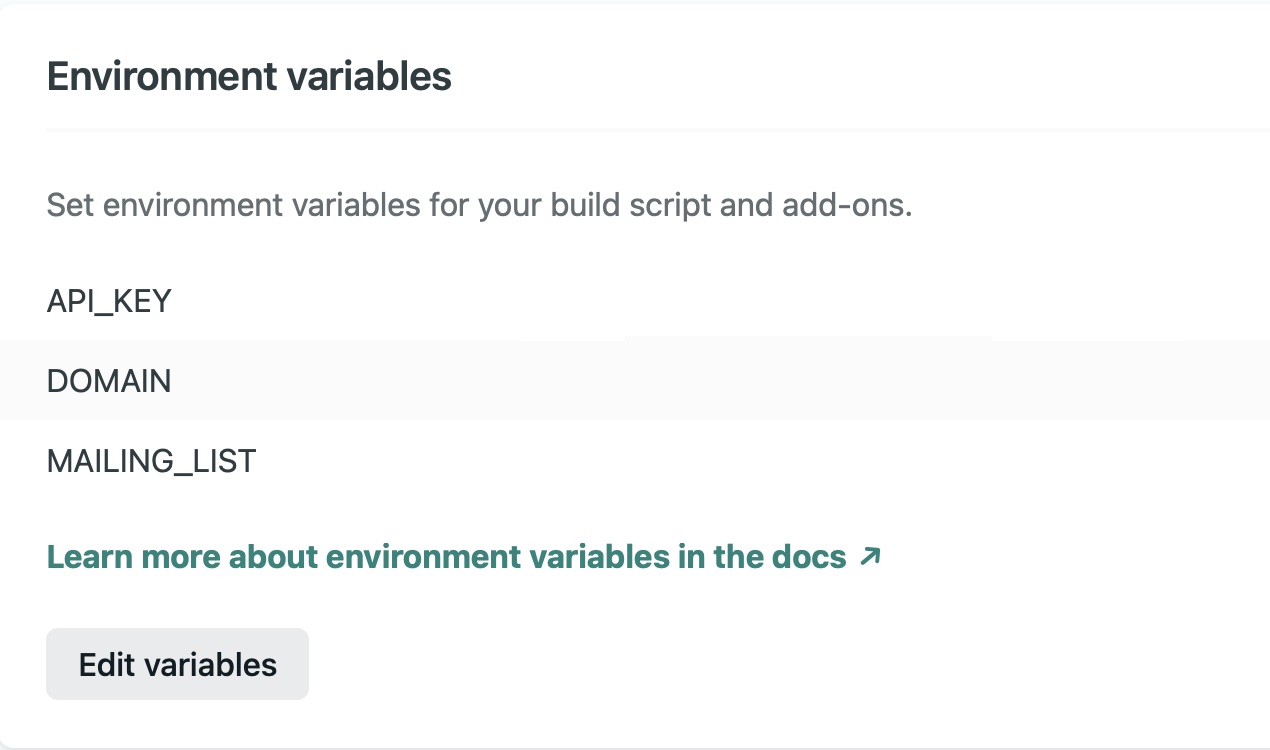 Environment variables
Set environment variables for your build script and add-ons.
API_KEY
DOMAIN
MAILING_LIST
Learn more about environment variables in the docs ↗
Edit variables